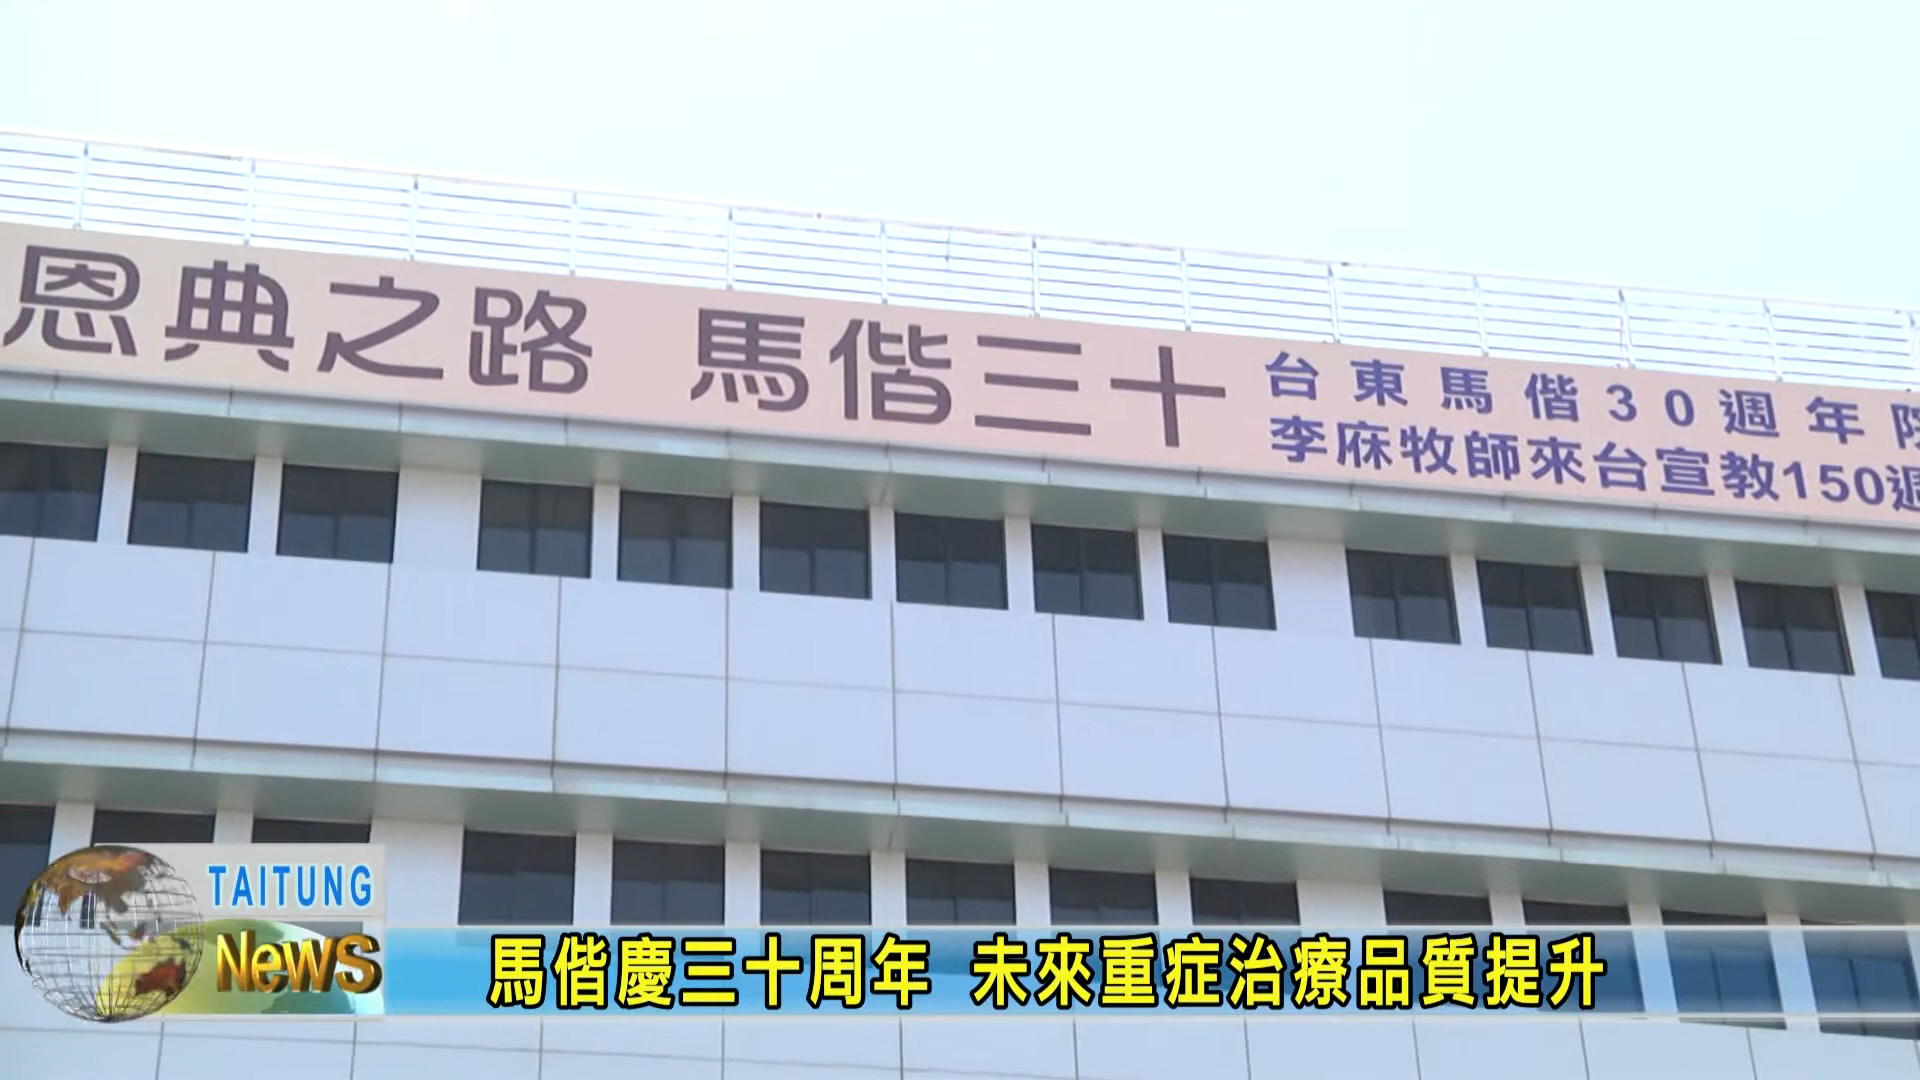 恩典之路 馬偕三十
台東馬偕30週年院
李庥牧師來台宣教150週
TAITUNG
NewS
馬偕慶三十周年 未來重症治療品質提升